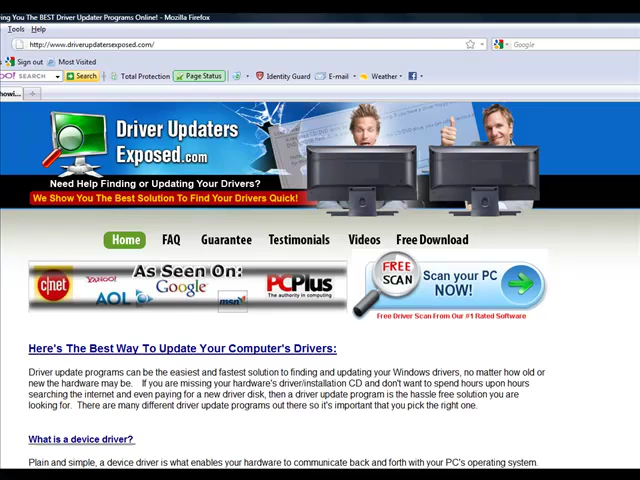 ing You The BEST Driver Updater Programs Online! - Mozilla Firefox
Tools Help
http://www.driverupdatersexposed.com/
Google
Sign out Most Visited
SEARCH Search Total Protection Page Status Identity Guard E-mail Weather
Driver Updaters
Exposed.com
Need Help Finding or Updating Your Drivers?
We Show You The Best Solution To Find Your Drivers Quick!
Home FAQ Guarantee Testimonials Videos Free Download
As Seen On:
c|net YAHOO! AOL Google msn PCPlus
The authority in computing
FREE SCAN
Scan your PC
NOW!
Free Driver Scan From Our #1 Rated Software
Here's The Best Way To Update Your Computer's Drivers:
Driver update programs can be the easiest and fastest solution to finding and updating your Windows drivers, no matter how old or
new the hardware may be. If you are missing your hardware's driver/installation CD and don't want to spend hours upon hours
searching the internet and even paying for a new driver disk, then a driver update program is the hassle free solution you are
looking for. There are many different driver update programs out there so it's important that you pick the right one.
What is a device driver?
Plain and simple, a device driver is what enables your hardware to communicate back and forth with your PC's operating system.